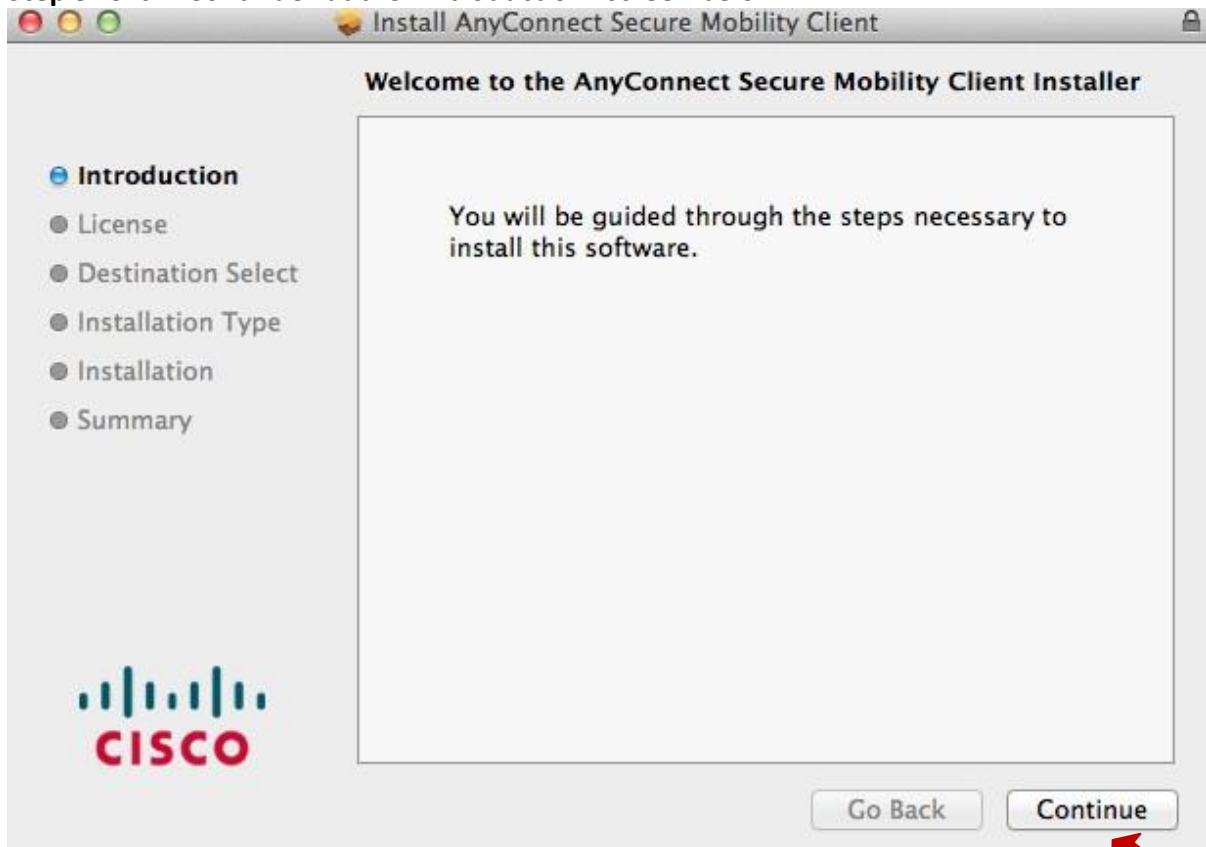 Install AnyConnect Secure Mobility Client
Welcome to the AnyConnect Secure Mobility Client Installer
Introduction
License
Destination Select
Installation Type
Installation
Summary
You will be guided through the steps necessary to
install this software.
CISCO
Go Back
Continue